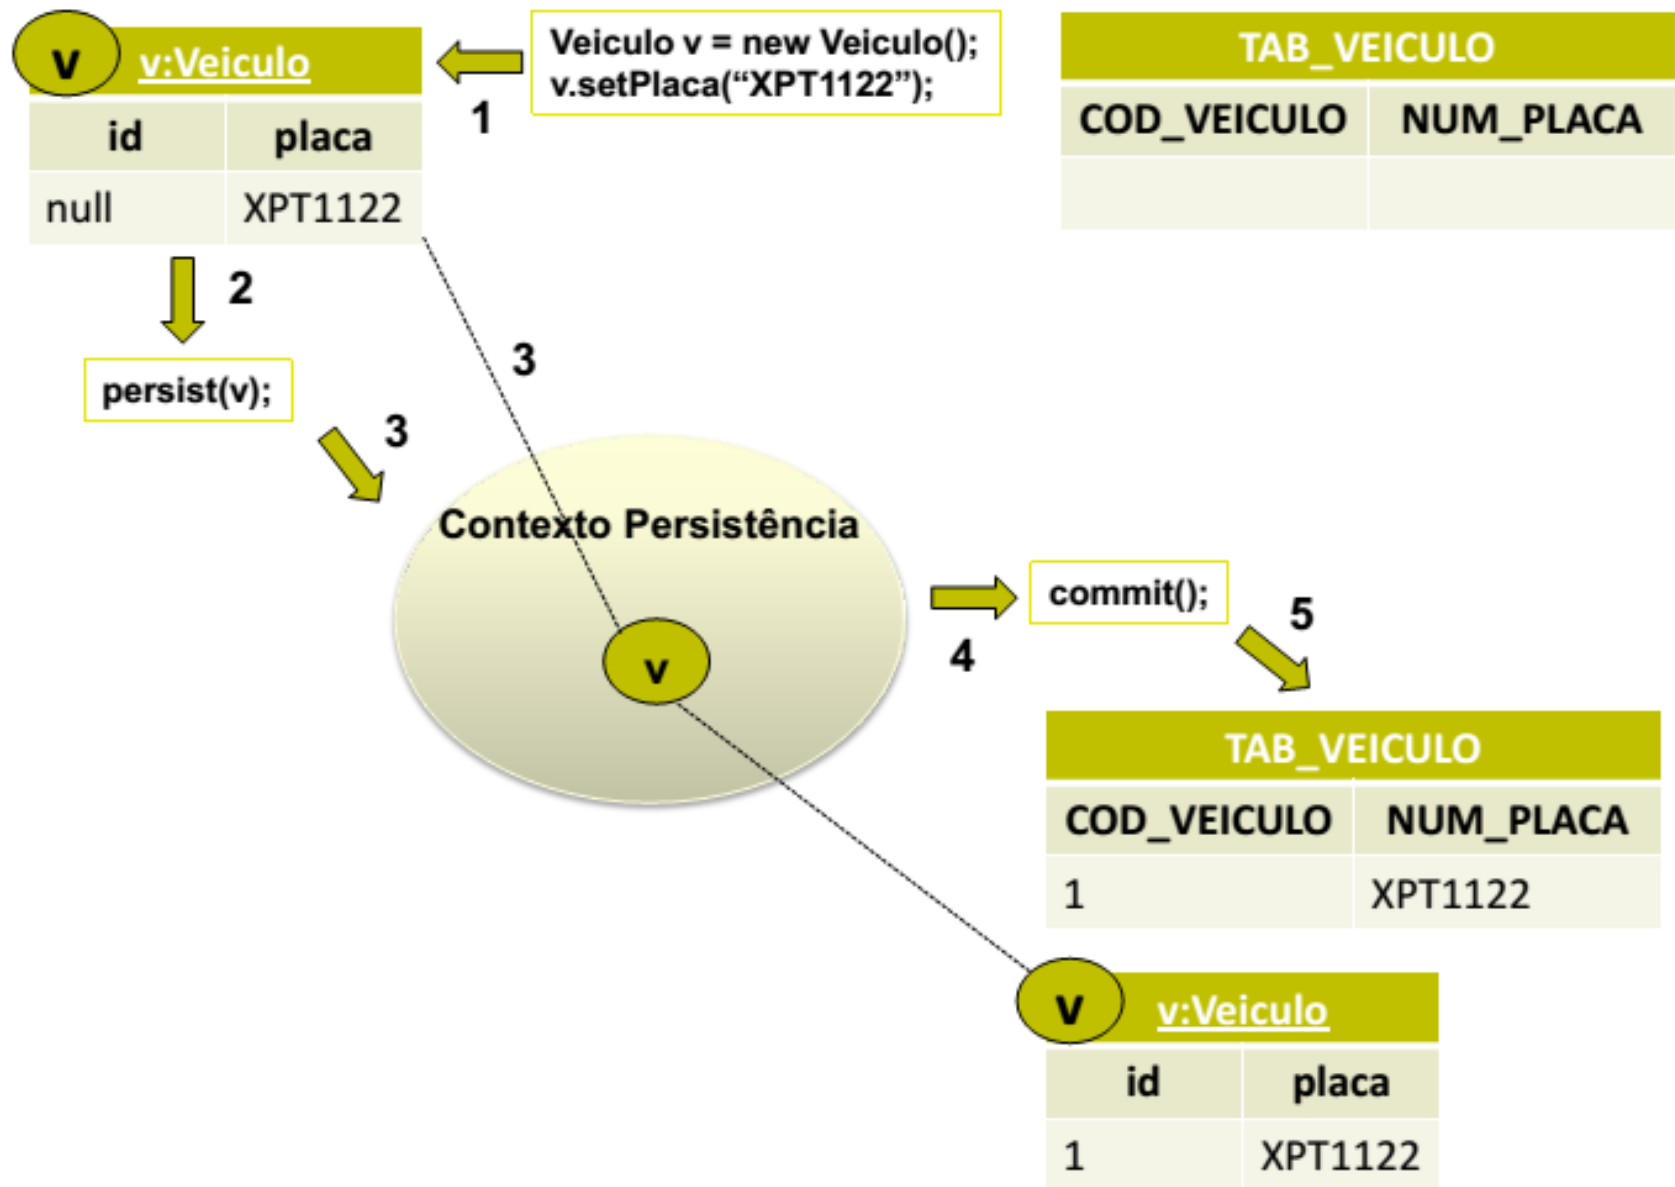 v
v:Veiculo
id placa
null XPT1122
1
Veiculo v = new Veiculo();
v.setPlaca(“XPT1122”);
TAB_VEICULO
COD_VEICULO NUM_PLACA
2
persist(v);
3
3
Contexto Persistência
v
4
commit();
5
TAB_VEICULO
COD_VEICULO NUM_PLACA
1 XPT1122
v
v:Veiculo
id placa
1 XPT1122